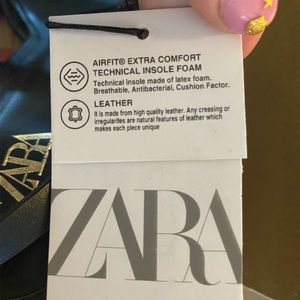 AIRFIT® EXTRA COMFORT
TECHNICAL INSOLE FOAM
Technical insole made of latex foam.
Breathable, Antibacterial, Cushion Factor.
LEATHER
It is made from high quality leather. Any creasing or
irregularites are natural features of leather which
makes each piece unique
ZARA
ZARA